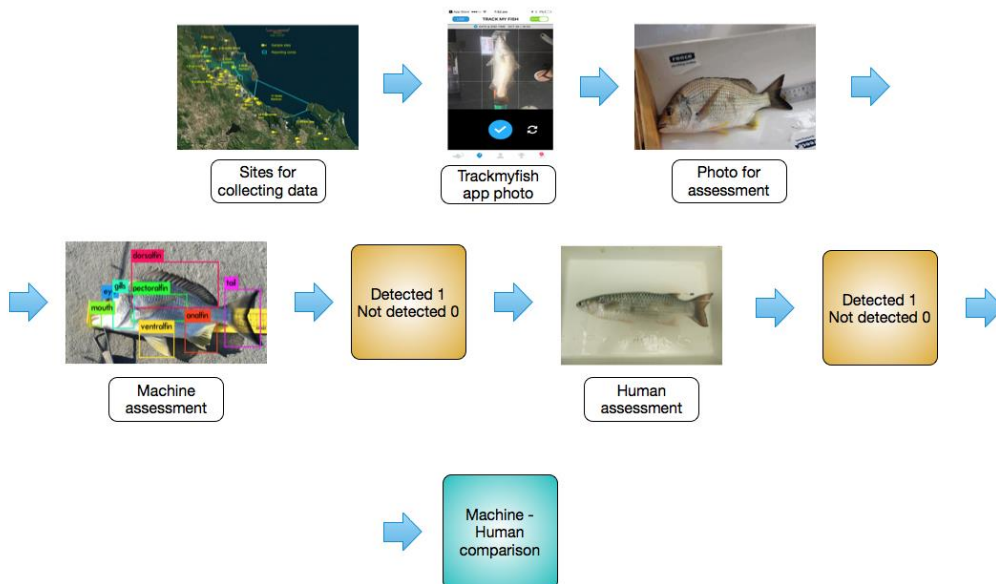 TRACK MY FISH
Sites for
collecting data
Trackmyfish
app photo
Photo for
assessment
dorsalfin
gills
pectoralfin
tail
ey
mouth
analfin
ventralfin
Machine
assessment
Detected 1
Not detected 0
Human
assessment
Detected 1
Not detected 0
Machine -
Human
comparison